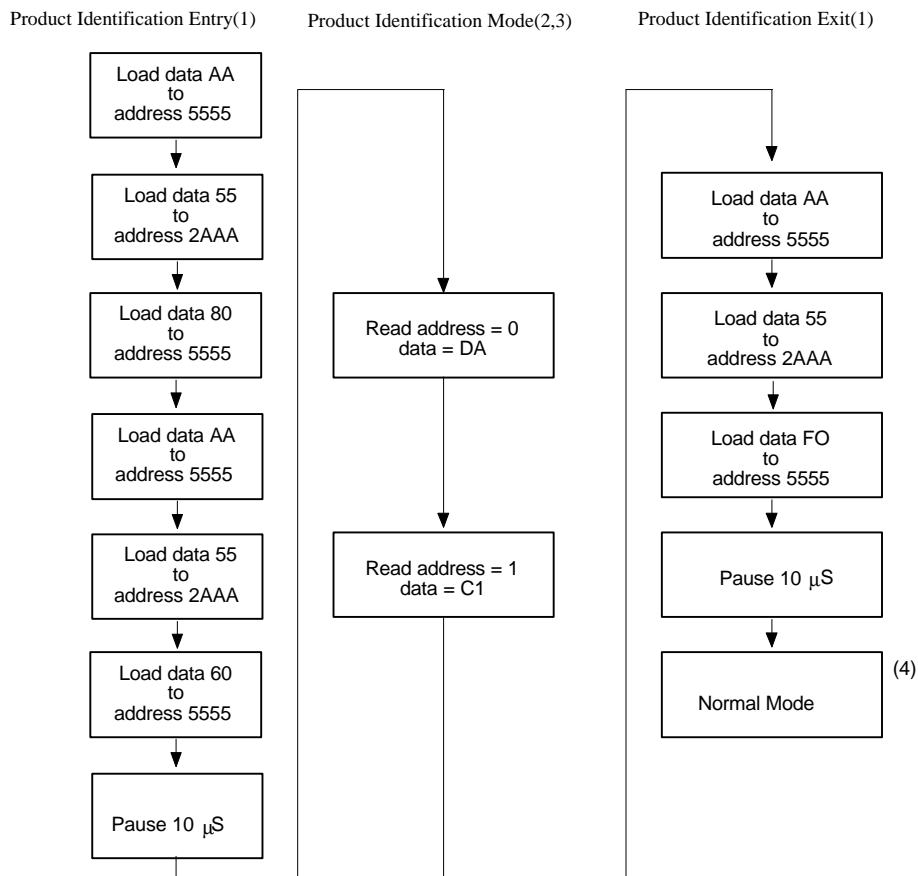 Product Identification Entry(1)
Load data AA
to
address 5555
Load data 55
to
address 2AAA
Load data 80
to
address 5555
Load data AA
to
address 5555
Load data 55
to
address 2AAA
Load data 60
to
address 5555
Pause 10 μS
Product Identification Mode(2,3)
Read address = 0
data = DA
Read address = 1
data = C1
Product Identification Exit(1)
Load data AA
to
address 5555
Load data 55
to
address 2AAA
Load data FO
to
address 5555
Pause 10 μS
Normal Mode
(4)